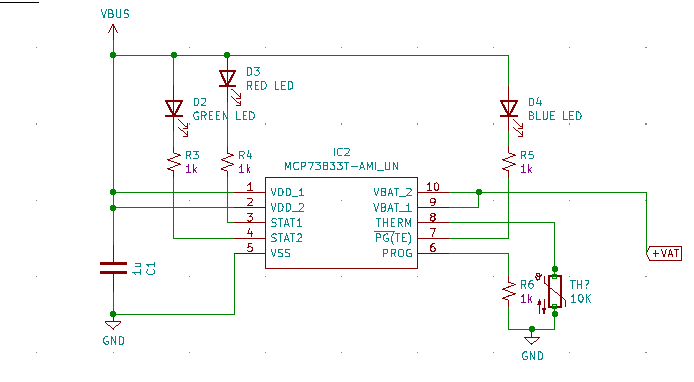 VBUS
D3
RED LED
D2
GREEN LED
D4
BLUE LED
R3
1k
R4
1k
R5
1k
IC2
MCP73833T-AMI_UN
1 VDD_1 VBAT_2 10
2 VDD_2 VBAT_1 9
3 STAT1 THERM 8
4 STAT2 PG(TE) 7
5 VSS PROG 6
+VAT
1u
C1
R6
1k
TH?
10K
GND
GND